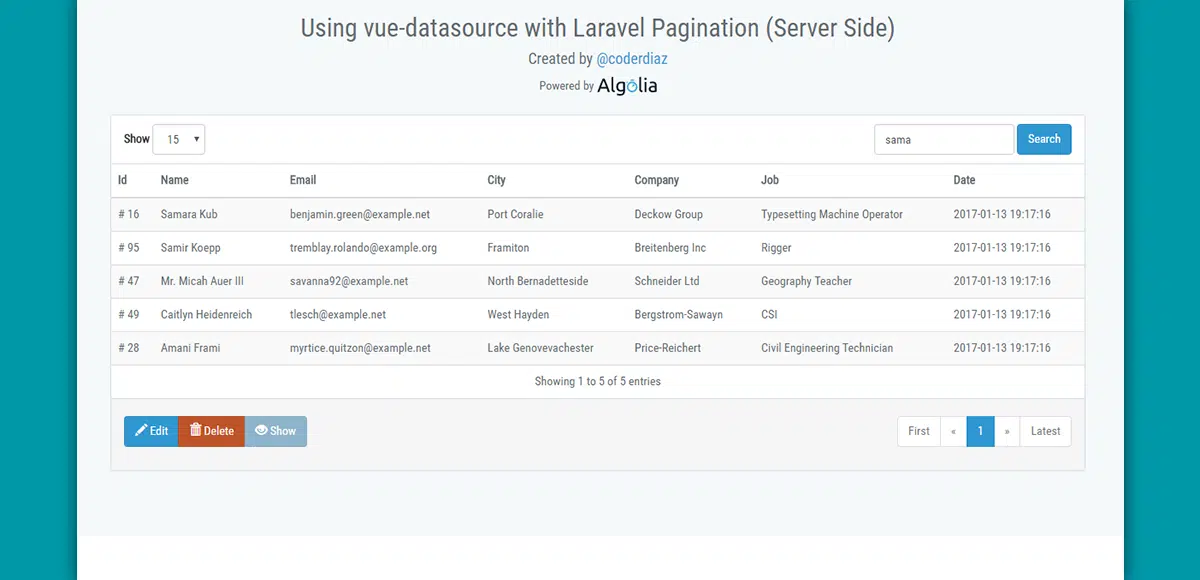 Using vue-datasource with Laravel Pagination (Server Side)
Created by @coderdiaz
Powered by Algolia
Show 15 sama Search
Id Name Email City Company Job Date
# 16 Samara Kub benjamin.green@example.net Port Coralie Deckow Group Typesetting Machine Operator 2017-01-13 19:17:16
# 95 Samir Koepp tremblay.rolando@example.org Framiton Breitenberg Inc Rigger 2017-01-13 19:17:16
# 47 Mr. Micah Auer III savanna92@example.net North Bernadetteside Schneider Ltd Geography Teacher 2017-01-13 19:17:16
# 49 Caitlyn Heidenreich tlesch@example.net West Hayden Bergstrom-Sawayn CSI 2017-01-13 19:17:16
# 28 Amani Frami myrtice.quitzon@example.net Lake Genovevachester Price-Reichert Civil Engineering Technician 2017-01-13 19:17:16
Showing 1 to 5 of 5 entries
Edit Delete Show First « 1 » Latest